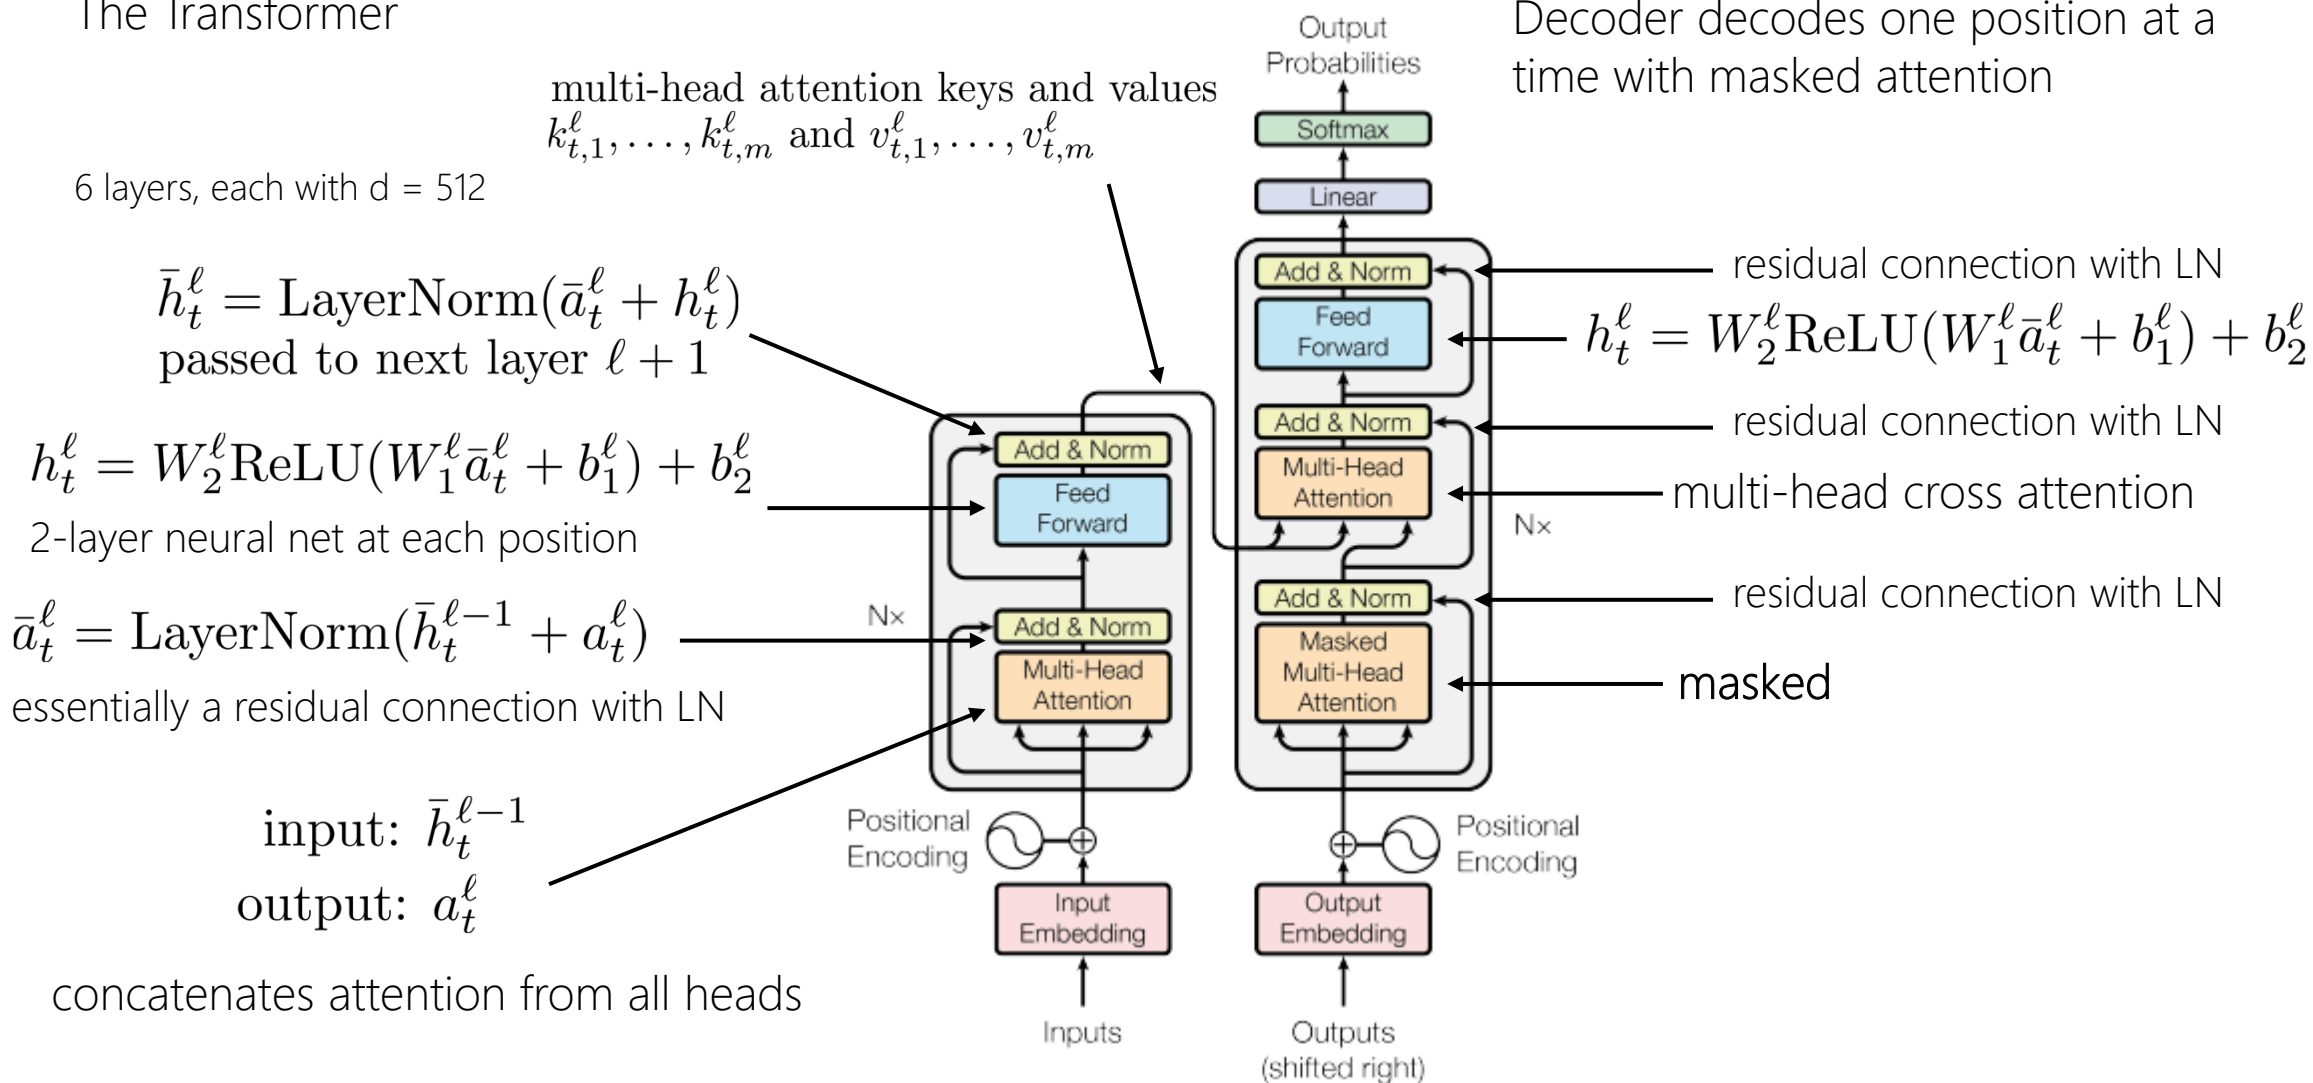 The Transformer
Decoder decodes one position at a
time with masked attention
multi-head attention keys and values
k^ℓ_{t,1}, . . . , k^ℓ_{t,m} and v^ℓ_{t,1}, . . . , v^ℓ_{t,m}
6 layers, each with d = 512
h̄^ℓ_t = LayerNorm(ā^ℓ_t + h^ℓ_t)
passed to next layer ℓ + 1
h^ℓ_t = W^ℓ_2 ReLU(W^ℓ_1 ā^ℓ_t + b^ℓ_1) + b^ℓ_2
2-layer neural net at each position
ā^ℓ_t = LayerNorm(h̄^{ℓ−1}_t + a^ℓ_t)
essentially a residual connection with LN
input: h̄^{ℓ−1}_t
output: a^ℓ_t
concatenates attention from all heads
Add & Norm
Feed
Forward
Nx
Add & Norm
Multi-Head
Attention
Positional
Encoding
Input
Embedding
Inputs
Output
Probabilities
Softmax
Linear
Add & Norm
Feed
Forward
Add & Norm
Multi-Head
Attention
Nx
Add & Norm
Masked
Multi-Head
Attention
Positional
Encoding
Output
Embedding
Outputs
(shifted right)
residual connection with LN
h^ℓ_t = W^ℓ_2 ReLU(W^ℓ_1 ā^ℓ_t + b^ℓ_1) + b^ℓ_2
residual connection with LN
multi-head cross attention
residual connection with LN
masked